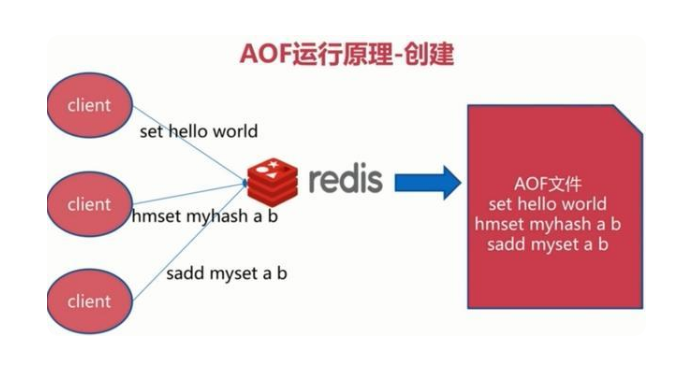 AOF运行原理-创建
client
set hello world
client
hmset myhash a b
client
sadd myset a b
redis
AOF文件
set hello world
hmset myhash a b
sadd myset a b